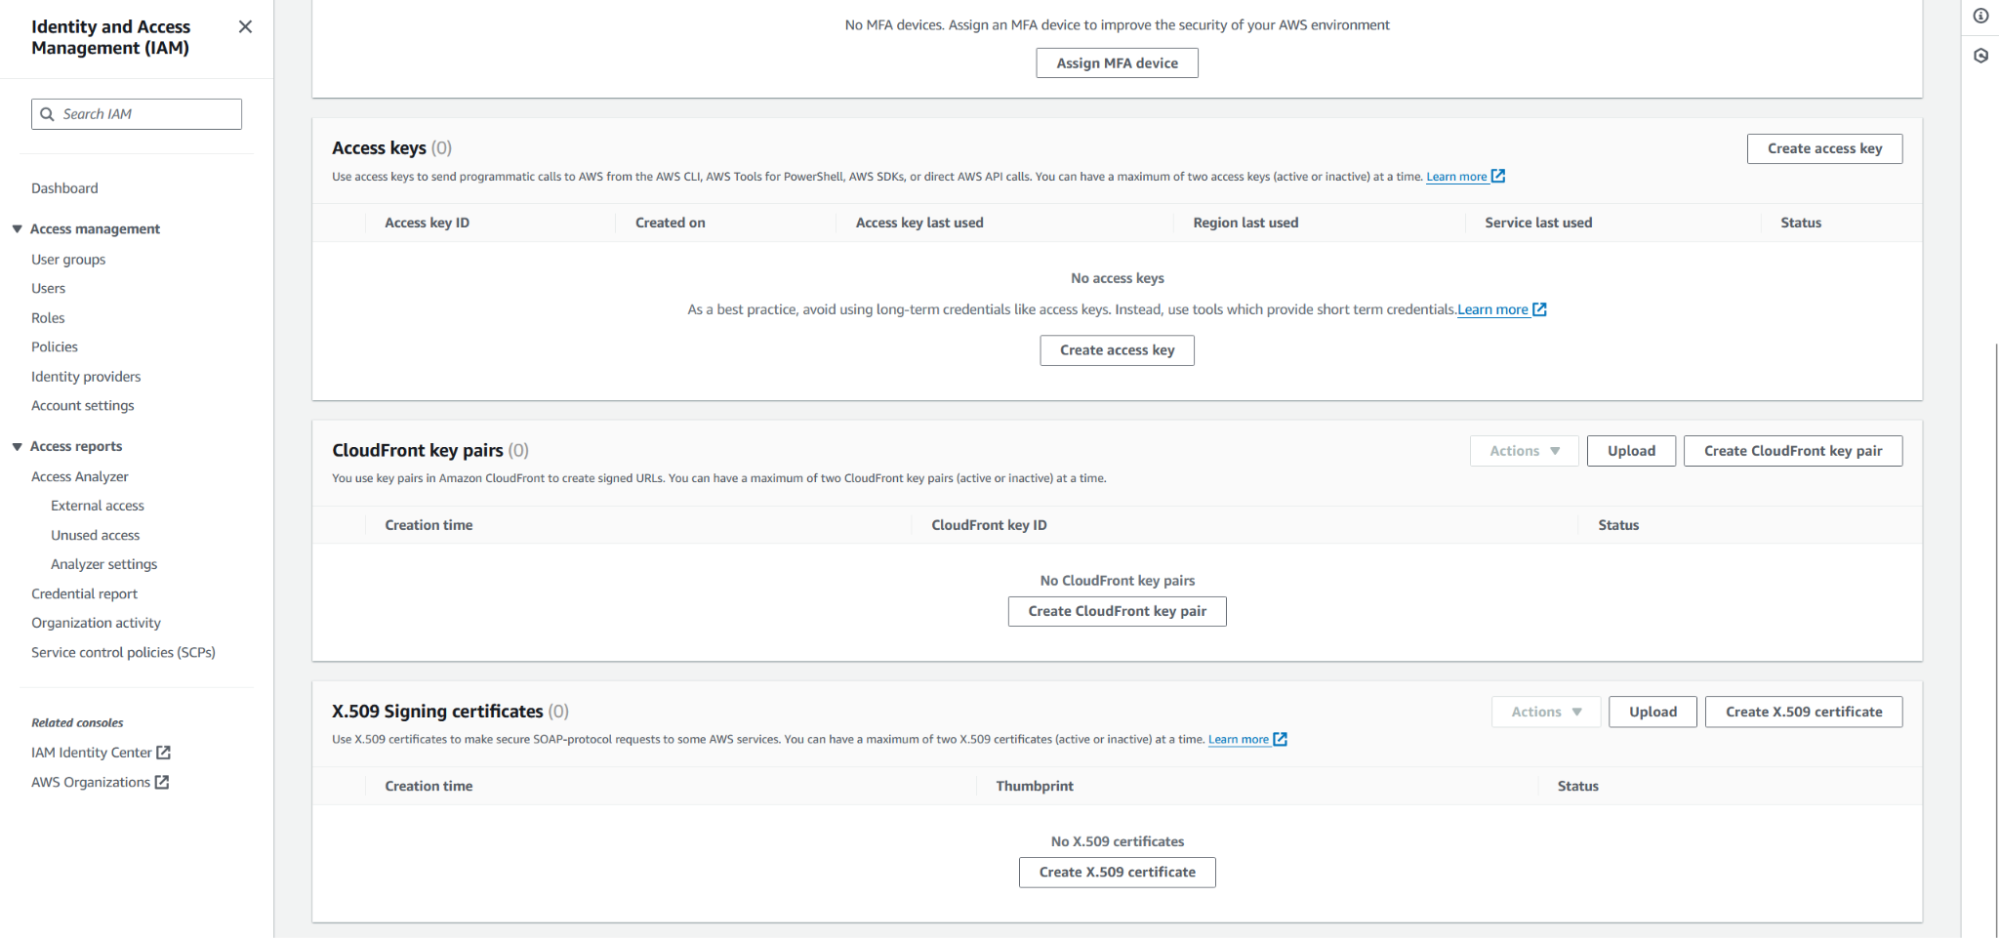 Identity and Access
Management (IAM)
Search IAM
Dashboard
Access management
User groups
Users
Roles
Policies
Identity providers
Account settings
Access reports
Access Analyzer
External access
Unused access
Analyzer settings
Credential report
Organization activity
Service control policies (SCPs)
Related consoles
IAM Identity Center
AWS Organizations
No MFA devices. Assign an MFA device to improve the security of your AWS environment
Assign MFA device
Access keys (0)
Create access key
Use access keys to send programmatic calls to AWS from the AWS CLI, AWS Tools for PowerShell, AWS SDKs, or direct AWS API calls. You can have a maximum of two access keys (active or inactive) at a time. Learn more
Access key ID Created on Access key last used Region last used Service last used Status
No access keys
As a best practice, avoid using long-term credentials like access keys. Instead, use tools which provide short term credentials.Learn more
Create access key
CloudFront key pairs (0)
Actions Upload Create CloudFront key pair
You use key pairs in Amazon CloudFront to create signed URLs. You can have a maximum of two CloudFront key pairs (active or inactive) at a time.
Creation time CloudFront key ID Status
No CloudFront key pairs
Create CloudFront key pair
X.509 Signing certificates (0)
Actions Upload Create X.509 certificate
Use X.509 certificates to make secure SOAP-protocol requests to some AWS services. You can have a maximum of two X.509 certificates (active or inactive) at a time. Learn more
Creation time Thumbprint Status
No X.509 certificates
Create X.509 certificate